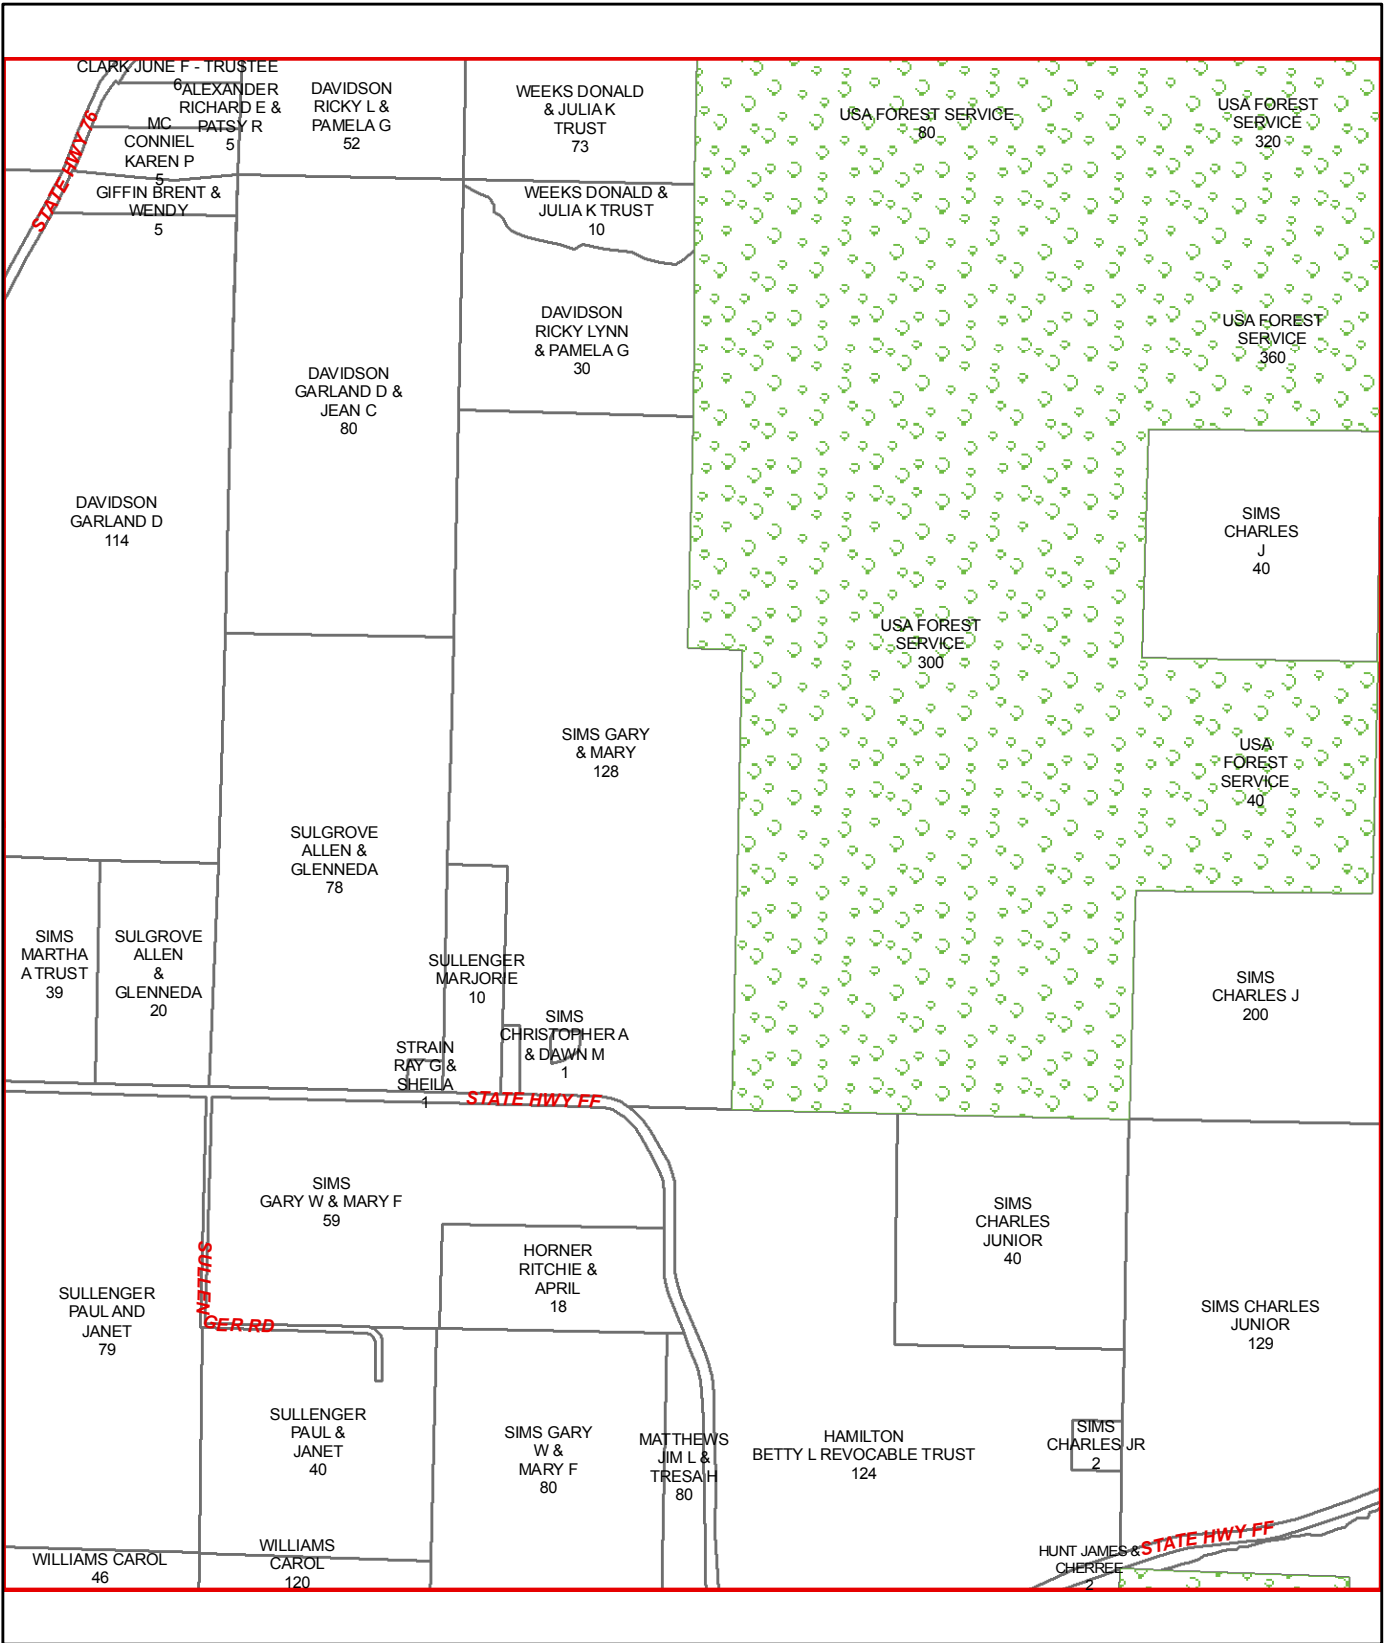 CLARK JUNE F - TRUSTEE
6
ALEXANDER
RICHARD E &
PATSY R
5
MC
CONNIEL
KAREN P
5
GIFFIN BRENT &
WENDY
5
STATE HWY 76
DAVIDSON
RICKY L &
PAMELA G
52
WEEKS DONALD
& JULIA K
TRUST
73
WEEKS DONALD &
JULIA K TRUST
10
USA FOREST SERVICE
80
USA FOREST
SERVICE
320
DAVIDSON
RICKY LYNN
& PAMELA G
30
USA FOREST
SERVICE
360
DAVIDSON
GARLAND D &
JEAN C
80
DAVIDSON
GARLAND D
114
SIMS
CHARLES
J
40
USA FOREST
SERVICE
300
SIMS GARY
& MARY
128
USA
FOREST
SERVICE
40
SULGROVE
ALLEN &
GLENNEDA
78
SIMS
MARTHA
A TRUST
39
SULGROVE
ALLEN
&
GLENNEDA
20
SULLENGER
MARJORIE
10
SIMS
CHARLES J
200
SIMS
CHRISTOPHER A
& DAWN M
1
STRAIN
RAY G &
SHEILA
1
STATE HWY FF
SIMS
GARY W & MARY F
59
SIMS
CHARLES
JUNIOR
40
HORNER
RITCHIE &
APRIL
18
SULLEN
GER RD
SULLENGER
PAUL AND
JANET
79
SIMS CHARLES
JUNIOR
129
SULLENGER
PAUL &
JANET
40
SIMS GARY
W &
MARY F
80
MATTHEWS
JIM L &
TRESA H
80
HAMILTON
BETTY L REVOCABLE TRUST
124
SIMS
CHARLES JR
2
STATE HWY FF
HUNT JAMES &
CHERREE
2
WILLIAMS CAROL
46
WILLIAMS
CAROL
120